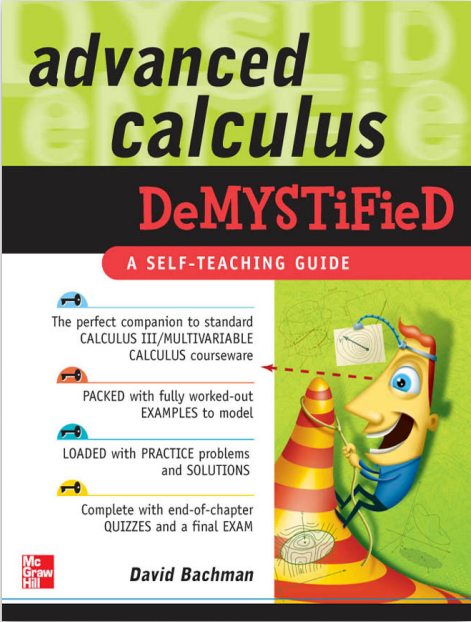 advanced
calculus
DeMYSTiFieD
A SELF-TEACHING GUIDE
The perfect companion to standard
CALCULUS III/MULTIVARIABLE
CALCULUS courseware
PACKED with fully worked-out
EXAMPLES to model
LOADED with PRACTICE problems
and SOLUTIONS
Complete with end-of-chapter
QUIZZES and a final EXAM
Mc
Graw
Hill
David Bachman